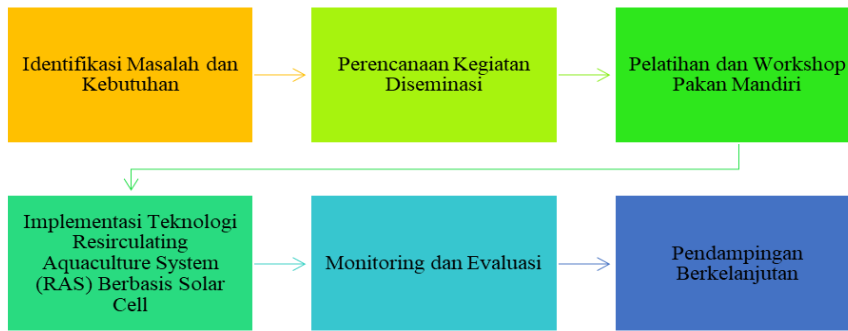 Identifikasi Masalah dan
Kebutuhan
Perencanaan Kegiatan
Diseminasi
Pelatihan dan Workshop
Pakan Mandiri
Implementasi Teknologi
Resirculating
Aquaculture System
(RAS) Berbasis Solar
Cell
Monitoring dan Evaluasi
Pendampingan
Berkelanjutan